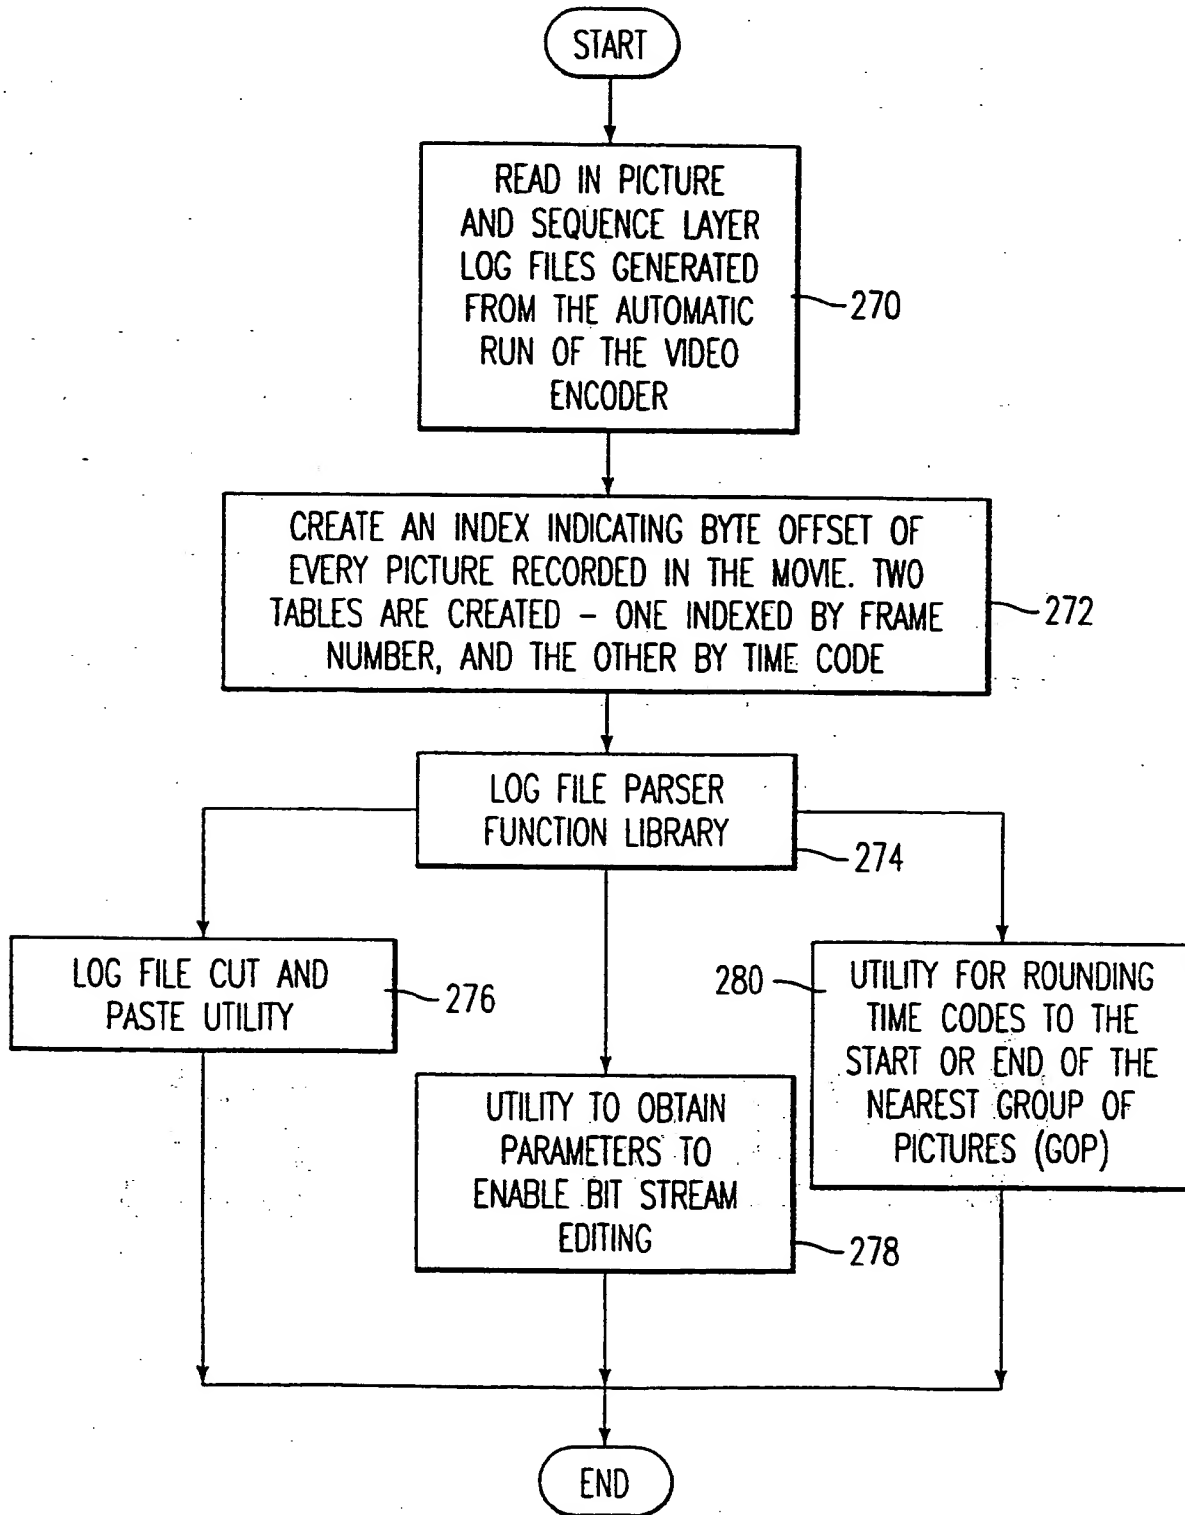 START
READ IN PICTURE
AND SEQUENCE LAYER
LOG FILES GENERATED
FROM THE AUTOMATIC
RUN OF THE VIDEO
ENCODER
270
CREATE AN INDEX INDICATING BYTE OFFSET OF
EVERY PICTURE RECORDED IN THE MOVIE. TWO
TABLES ARE CREATED – ONE INDEXED BY FRAME
NUMBER, AND THE OTHER BY TIME CODE
272
LOG FILE PARSER
FUNCTION LIBRARY
274
LOG FILE CUT AND
PASTE UTILITY
276
280
UTILITY FOR ROUNDING
TIME CODES TO THE
START OR END OF THE
NEAREST GROUP OF
PICTURES (GOP)
UTILITY TO OBTAIN
PARAMETERS TO
ENABLE BIT STREAM
EDITING
278
END